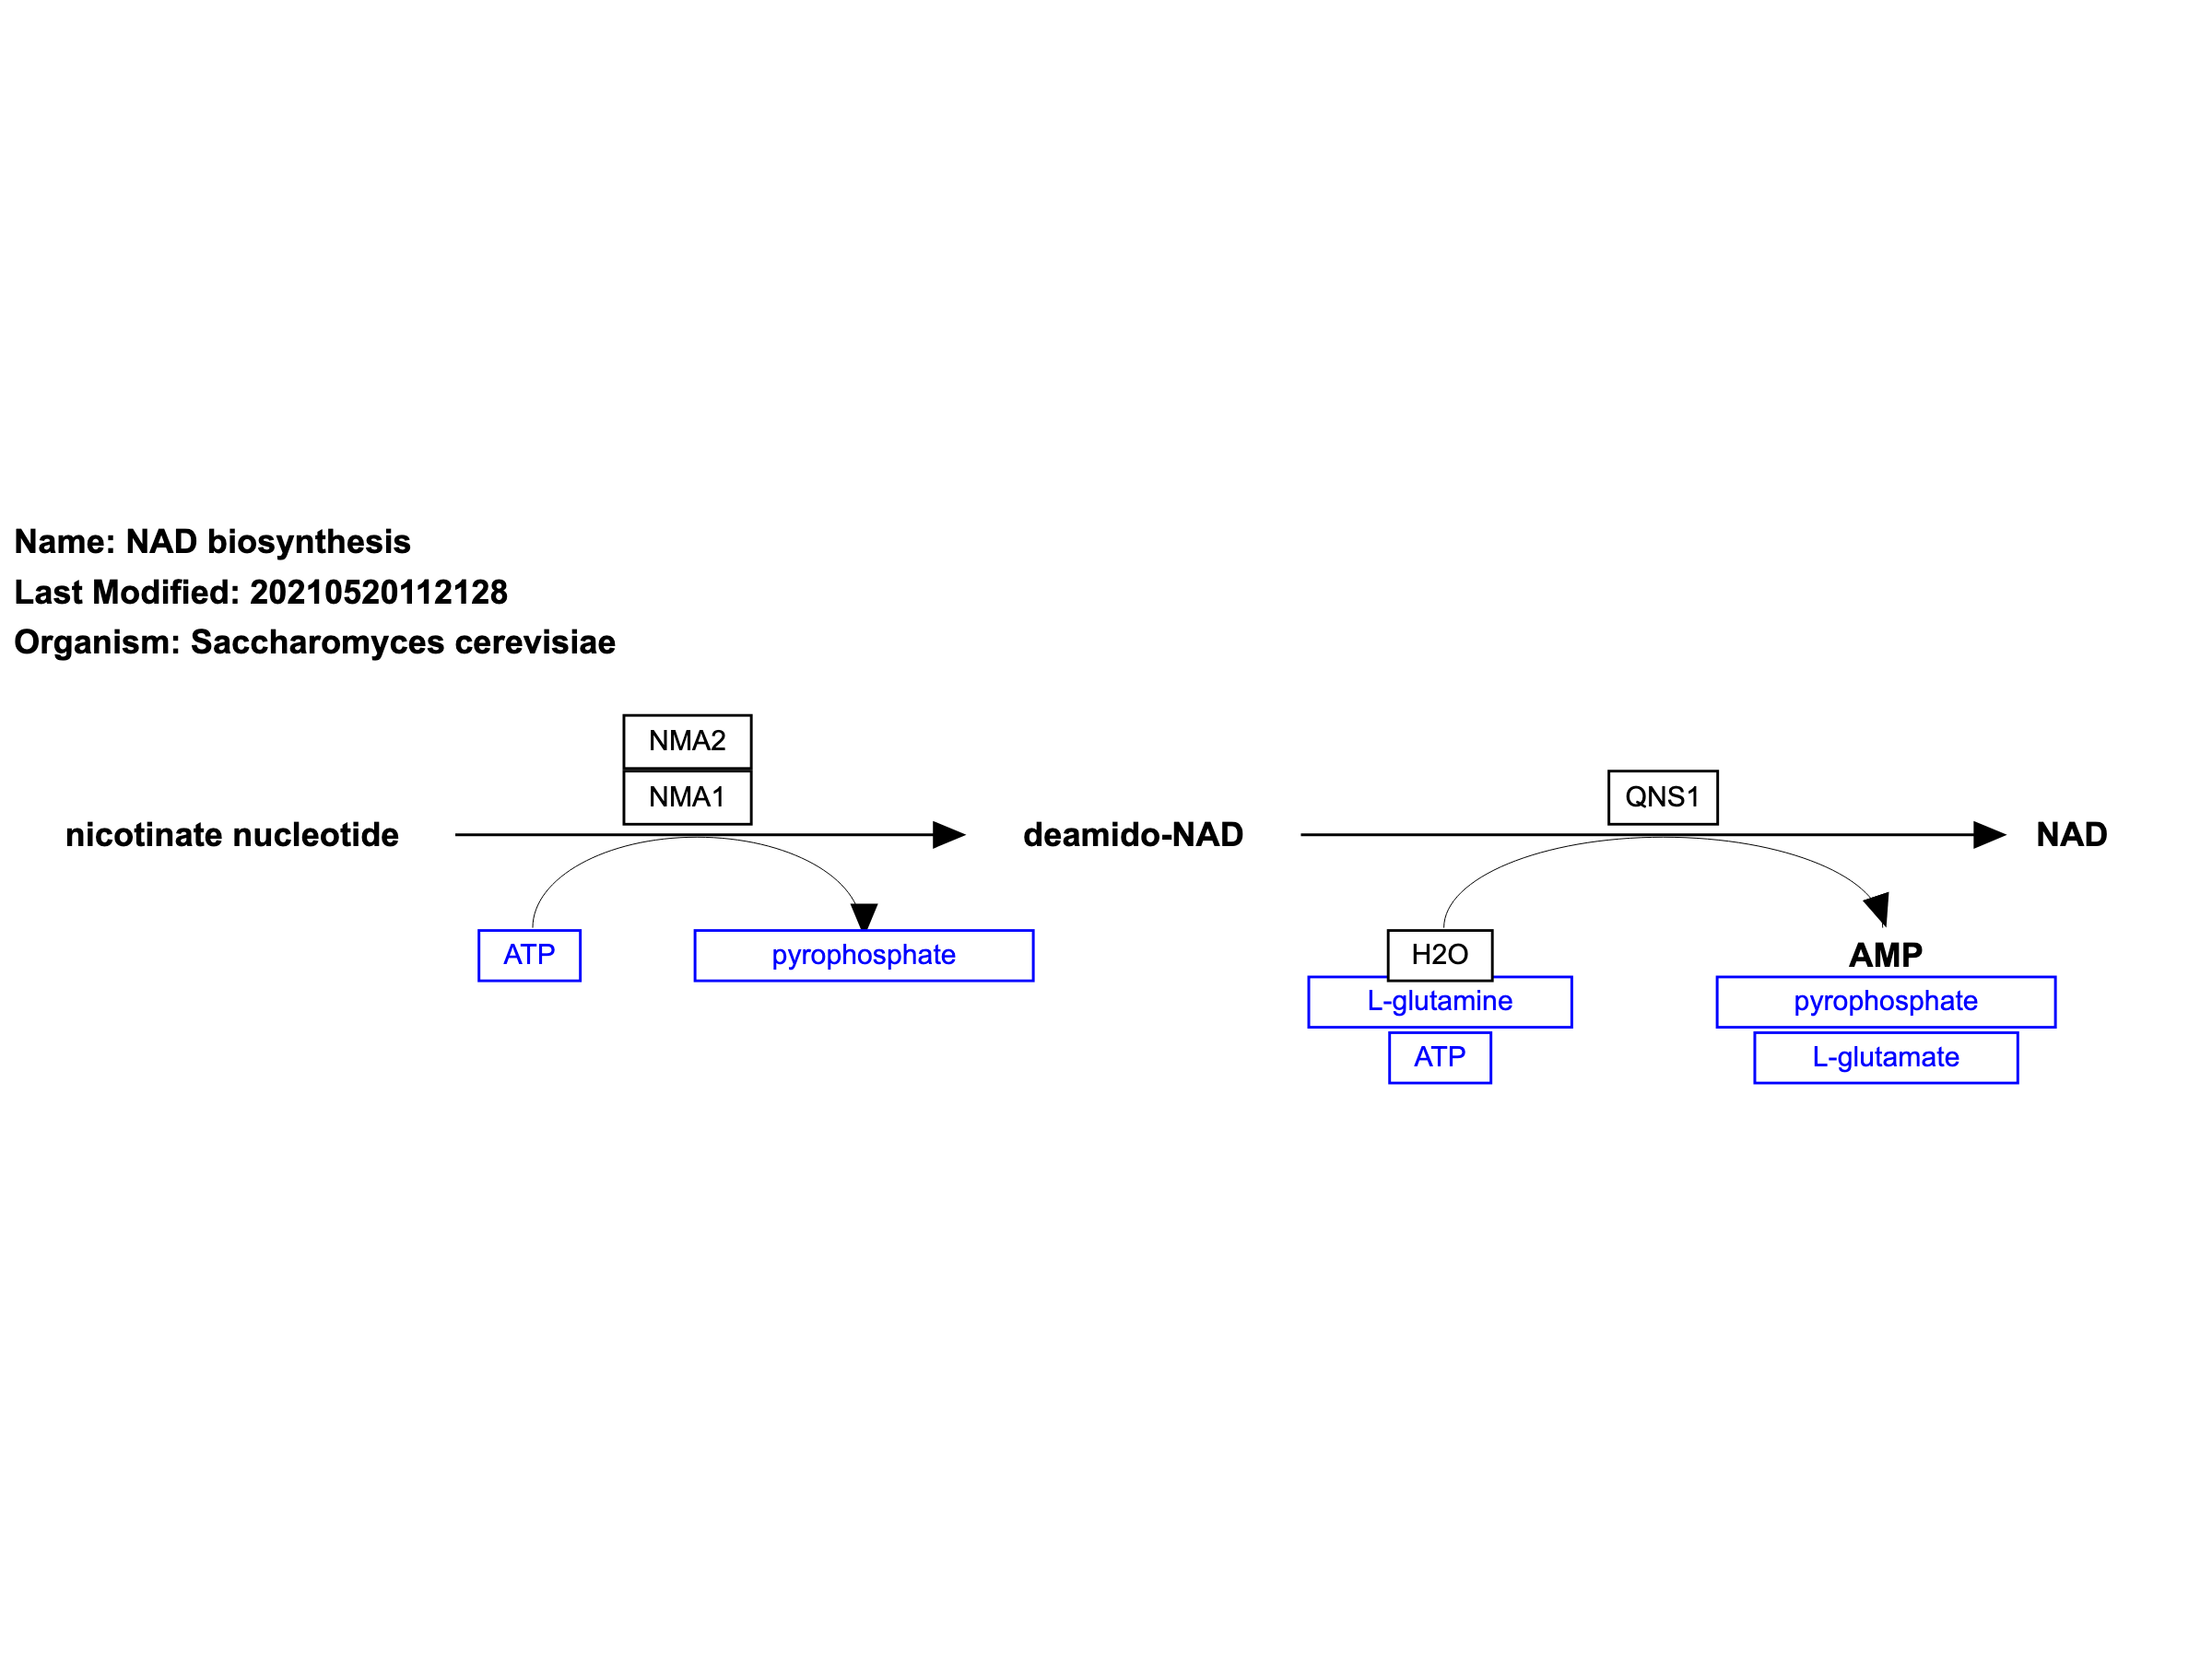 Name: NAD biosynthesis
Last Modified: 20210520112128
Organism: Saccharomyces cerevisiae
NMA2
NMA1
QNS1
nicotinate nucleotide
deamido-NAD
NAD
ATP
pyrophosphate
H2O
AMP
L-glutamine
pyrophosphate
ATP
L-glutamate